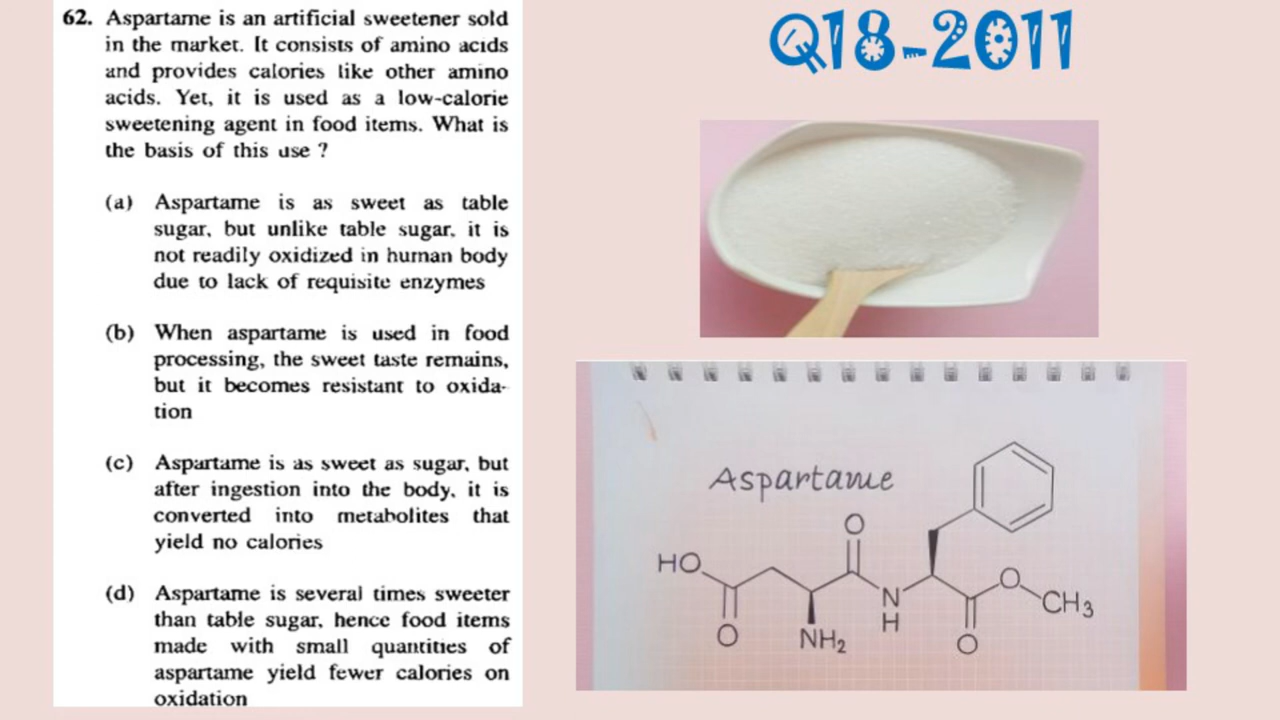 62. Aspartame is an artificial sweetener sold
in the market. It consists of amino acids
and provides calories like other amino
acids. Yet, it is used as a low-calorie
sweetening agent in food items. What is
the basis of this use ?
(a) Aspartame is as sweet as table
sugar, but unlike table sugar, it is
not readily oxidized in human body
due to lack of requisite enzymes
(b) When aspartame is used in food
processing, the sweet taste remains,
but it becomes resistant to oxida-
tion
(c) Aspartame is as sweet as sugar, but
after ingestion into the body, it is
converted into metabolites that
yield no calories
(d) Aspartame is several times sweeter
than table sugar, hence food items
made with small quantities of
aspartame yield fewer calories on
oxidation
Q18-2011
Aspartame
O
HO
O
NH2
N
H
O
CH3
O